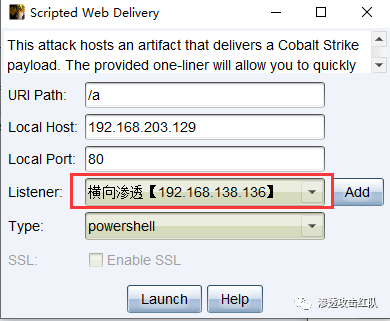 Scripted Web Delivery
This attack hosts an artifact that delivers a Cobalt Strike
payload. The provided one-liner will allow you to quickly
URI Path: /a
Local Host: 192.168.203.129
Local Port: 80
Listener: 横向渗透【192.168.138.136】 Add
Type: powershell
SSL: Enable SSL
Launch Help
渗透攻击红队